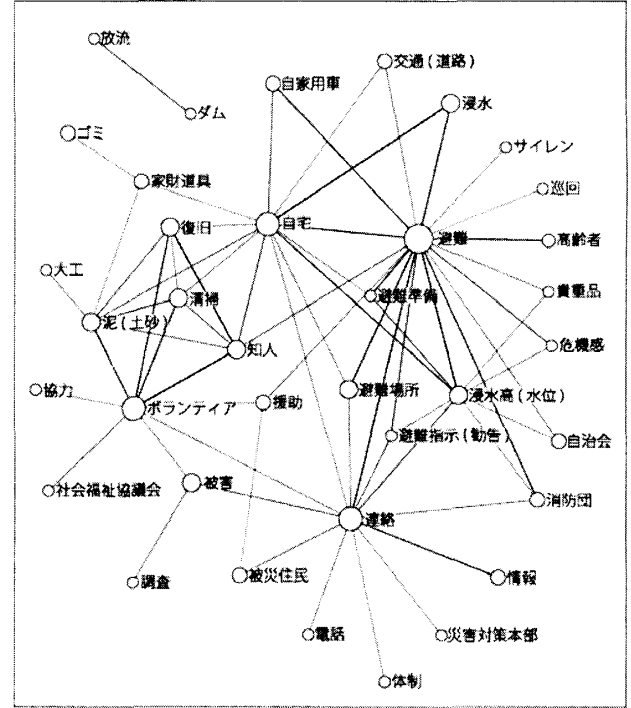 放流
交通(道路)
自家用車
浸水
ダム
ゴミ
サイレン
家財道具
巡回
復旧
自宅
避難
高齢者
大工
清掃
避難準備
貴重品
泥(土砂)
知人
危機感
協力
ボランティア
援助
避難場所
浸水高(水位)
避難指示(勧告)
自治会
社会福祉協議会
被害
消防団
連絡
調査
被災住民
情報
電話
災害対策本部
体制